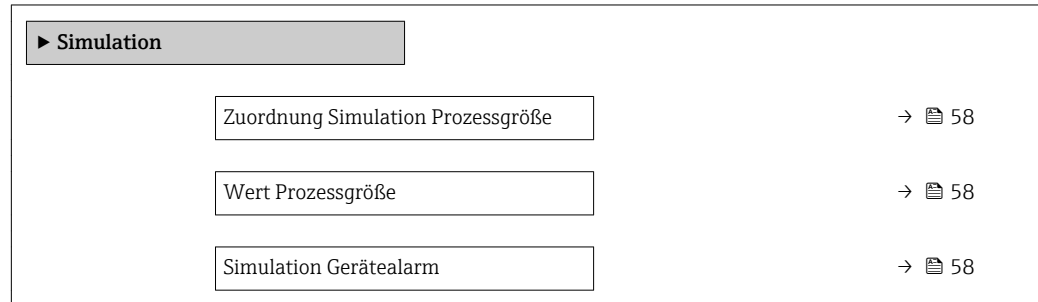 ▶ Simulation
Zuordnung Simulation Prozessgröße → 58
Wert Prozessgröße → 58
Simulation Gerätealarm → 58